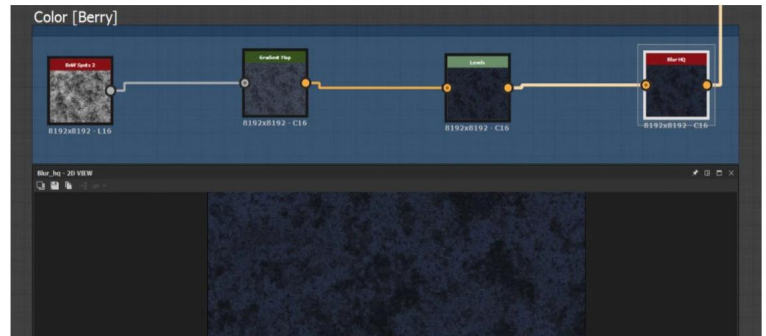 Color [Berry]
BnW Spots 2
Gradient Map
Levels
Blur HQ
8192x8192 - L16
8192x8192 - C16
8192x8192 - C16
8192x8192 - C16
Blur_hq - 2D VIEW